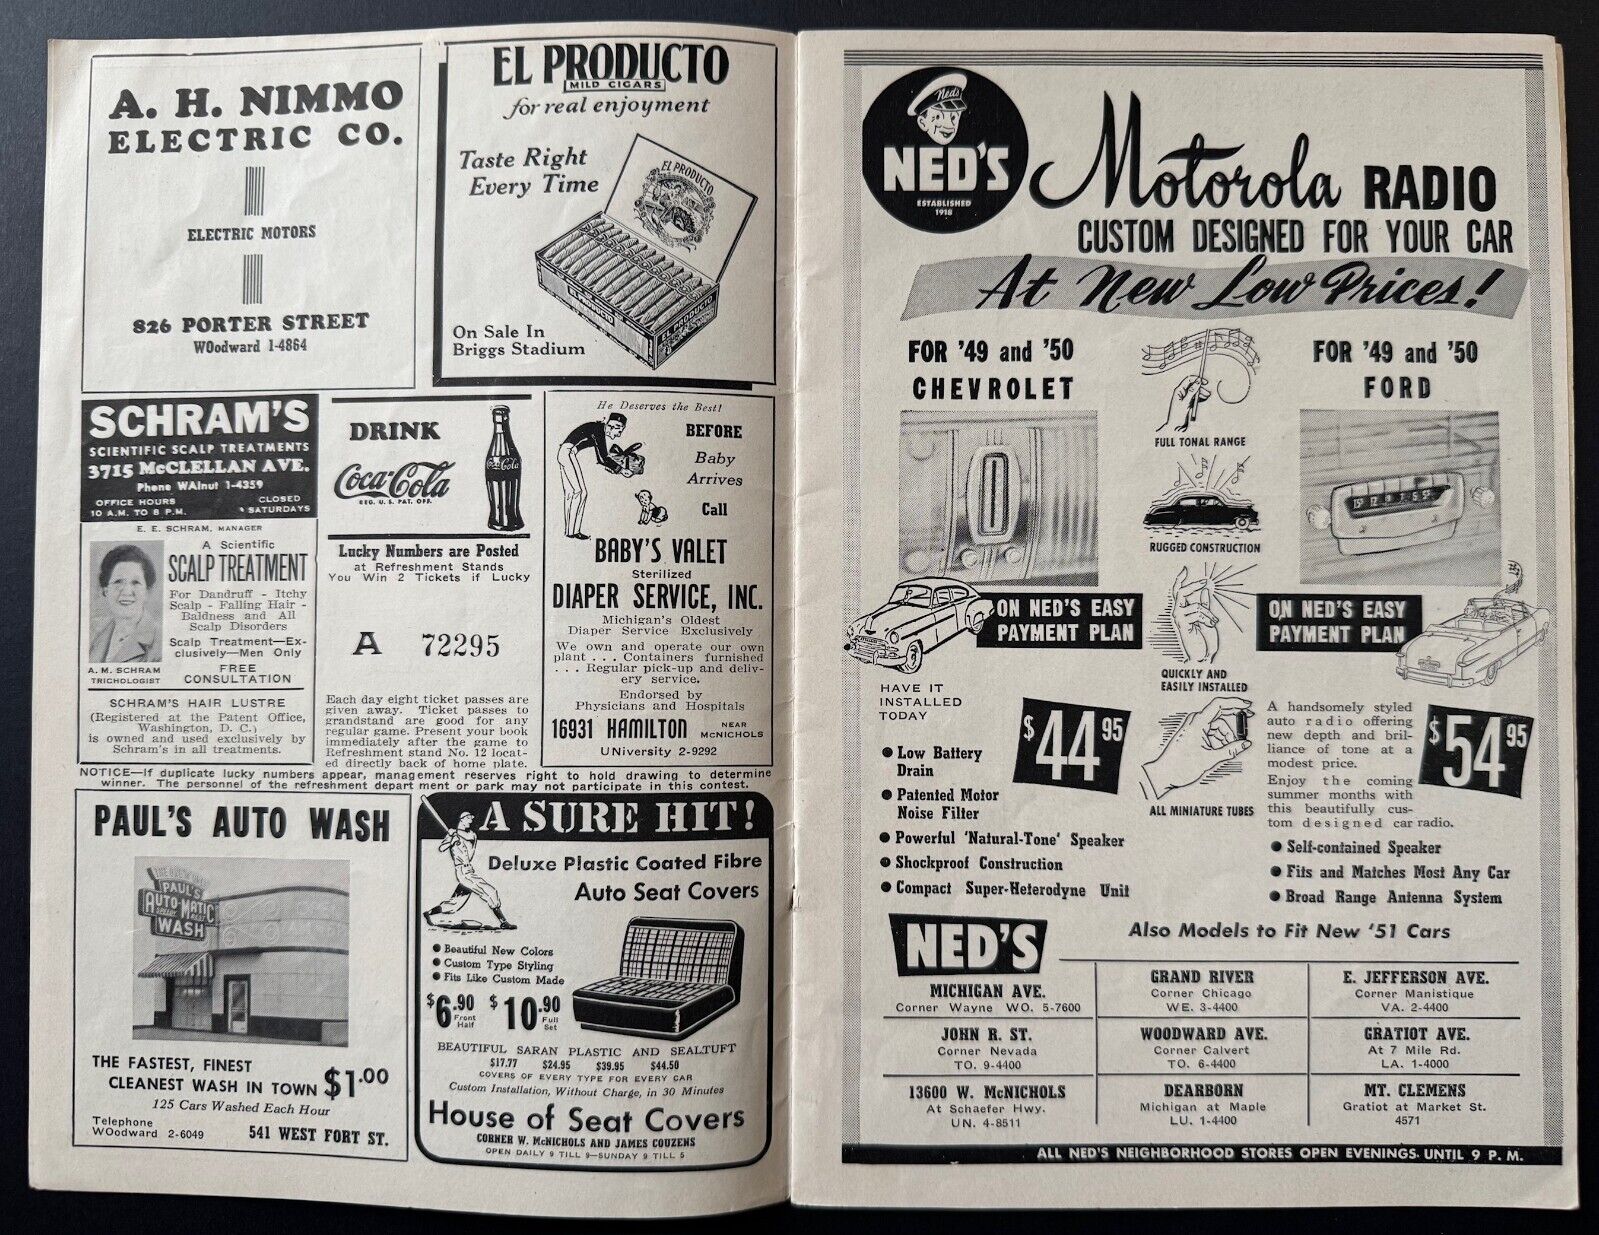 A. H. NIMMO
ELECTRIC CO.
ELECTRIC MOTORS
826 PORTER STREET
WOodward 1-4864
EL PRODUCTO
MILD CIGARS
for real enjoyment
Taste Right
Every Time
EL PRODUCTO
EL PRODUCTO
EL PRODUCTO
On Sale In
Briggs Stadium
SCHRAM'S
SCIENTIFIC SCALP TREATMENTS
3715 McCLELLAN AVE.
Phone WAlnut 1-4359
OFFICE HOURS
10 A.M. TO 8 P.M.
CLOSED
SATURDAYS
E. E. SCHRAM, MANAGER
A Scientific
SCALP TREATMENT
For Dandruff - Itchy
Scalp - Falling Hair -
Baldness and All
Scalp Disorders
Scalp Treatment—Ex-
clusively—Men Only
FREE
CONSULTATION
A. M. SCHRAM
TRICHOLOGIST
SCHRAM'S HAIR LUSTRE
(Registered at the Patent Office,
Washington, D. C.)
is owned and used exclusively by
Schram's in all treatments.
DRINK
Coca-Cola
REG. U. S. PAT. OFF.
Coca-Cola
Lucky Numbers are Posted
at Refreshment Stands
You Win 2 Tickets if Lucky
A 72295
Each day eight ticket passes are
given away. Ticket passes to
grandstand are good for any
regular game. Present your book
immediately after the game to
Refreshment stand No. 12 locat-
ed directly back of home plate.
He Deserves the Best!
BEFORE
Baby
Arrives
Call
BABY'S VALET
Sterilized
DIAPER SERVICE, INC.
Michigan's Oldest
Diaper Service Exclusively
We own and operate our own
plant . . . Containers furnished
. . . Regular pick-up and deliv-
ery service.
Endorsed by
Physicians and Hospitals
16931 HAMILTON NEAR McNICHOLS
UNiversity 2-9292
NOTICE—If duplicate lucky numbers appear, management reserves right to hold drawing to determine
winner. The personnel of the refreshment depart ment or park may not participate in this contest.
PAUL'S AUTO WASH
PAUL'S
AUTO-MATIC
WASH
THE FASTEST, FINEST
CLEANEST WASH IN TOWN $1.00
125 Cars Washed Each Hour
Telephone
WOodward 2-6049
541 WEST FORT ST.
A SURE HIT!
Deluxe Plastic Coated Fibre
Auto Seat Covers
• Beautiful New Colors
• Custom Type Styling
• Fits Like Custom Made
$6.90 Front Half
$10.90 Full Set
BEAUTIFUL SARAN PLASTIC AND SEALTUFT
$17.77 $24.95 $39.95 $44.50
COVERS OF EVERY TYPE FOR EVERY CAR
Custom Installation, Without Charge, in 30 Minutes
House of Seat Covers
CORNER W. McNICHOLS AND JAMES COUZENS
OPEN DAILY 9 TILL 9—SUNDAY 9 TILL 5
Ned's
NED'S
ESTABLISHED
1918
Motorola RADIO
CUSTOM DESIGNED FOR YOUR CAR
At New Low Prices!
FOR '49 and '50
CHEVROLET
FULL TONAL RANGE
RUGGED CONSTRUCTION
QUICKLY AND
EASILY INSTALLED
ALL MINIATURE TUBES
FOR '49 and '50
FORD
ON NED'S EASY
PAYMENT PLAN
HAVE IT
INSTALLED
TODAY
$44.95
• Low Battery
Drain
• Patented Motor
Noise Filter
• Powerful 'Natural-Tone' Speaker
• Shockproof Construction
• Compact Super-Heterodyne Unit
ON NED'S EASY
PAYMENT PLAN
A handsomely styled
auto radio offering
new depth and bril-
liance of tone at a
modest price.
Enjoy the coming
summer months with
this beautifully cus-
tom designed car radio.
$54.95
• Self-contained Speaker
• Fits and Matches Most Any Car
• Broad Range Antenna System
NED'S
Also Models to Fit New '51 Cars
MICHIGAN AVE.
Corner Wayne WO. 5-7600
GRAND RIVER
Corner Chicago
WE. 3-4400
E. JEFFERSON AVE.
Corner Manistique
VA. 2-4400
JOHN R. ST.
Corner Nevada
TO. 9-4400
WOODWARD AVE.
Corner Calvert
TO. 6-4400
GRATIOT AVE.
At 7 Mile Rd.
LA. 1-4000
13600 W. McNICHOLS
At Schaefer Hwy.
UN. 4-8511
DEARBORN
Michigan at Maple
LU. 1-4400
MT. CLEMENS
Gratiot at Market St.
4571
ALL NED'S NEIGHBORHOOD STORES OPEN EVENINGS UNTIL 9 P. M.